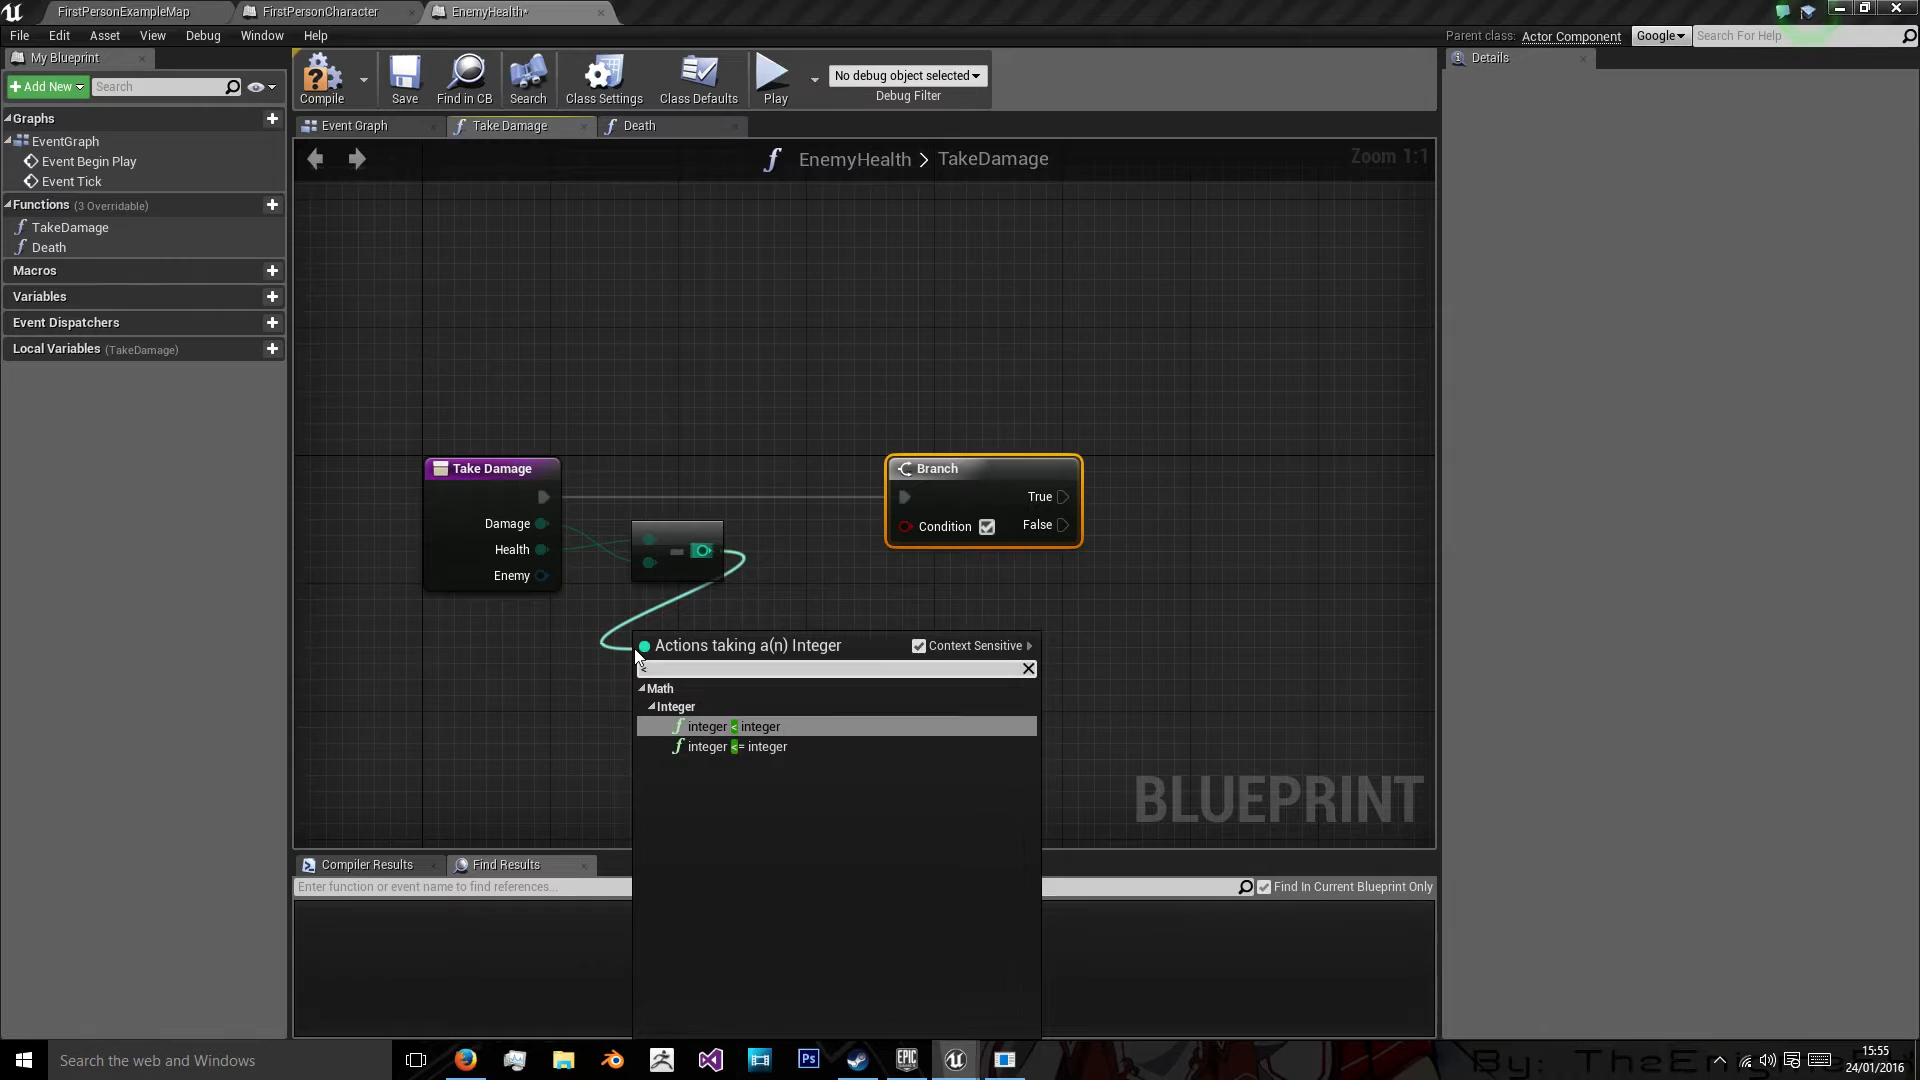 FirstPersonExampleMap
FirstPersonCharacter
EnemyHealth*
File Edit Asset View Debug Window Help
Parent class: Actor Component Google Search For Help
My Blueprint
Add New Search
Graphs
EventGraph
Event Begin Play
Event Tick
Functions (3 Overridable)
TakeDamage
Death
Macros
Variables
Event Dispatchers
Local Variables (TakeDamage)
Compile Save Find in CB Search Class Settings Class Defaults Play
No debug object selected
Debug Filter
Details
Event Graph Take Damage Death
EnemyHealth > TakeDamage
Zoom 1:1
Take Damage
Damage
Health
Enemy
Branch
True
Condition False
Actions taking a(n) Integer Context Sensitive
<
Math
Integer
integer < integer
integer <= integer
BLUEPRINT
Compiler Results Find Results
Enter function or event name to find references...
Find In Current Blueprint Only
Search the web and Windows
Ps
EPIC
GAMES
By:
15:55
24/01/2016